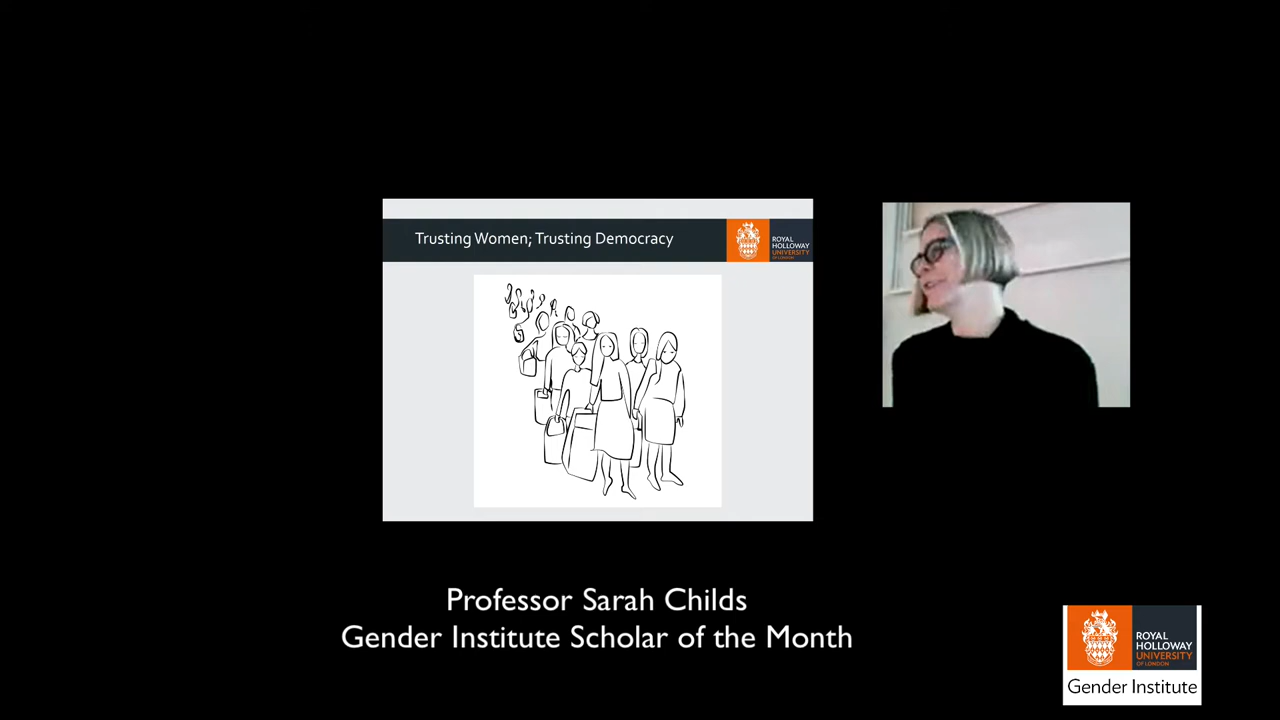 Trusting Women; Trusting Democracy
ROYAL
HOLLOWAY
UNIVERSITY
OF LONDON
Professor Sarah Childs
Gender Institute Scholar of the Month
ROYAL
HOLLOWAY
UNIVERSITY
OF LONDON
Gender Institute